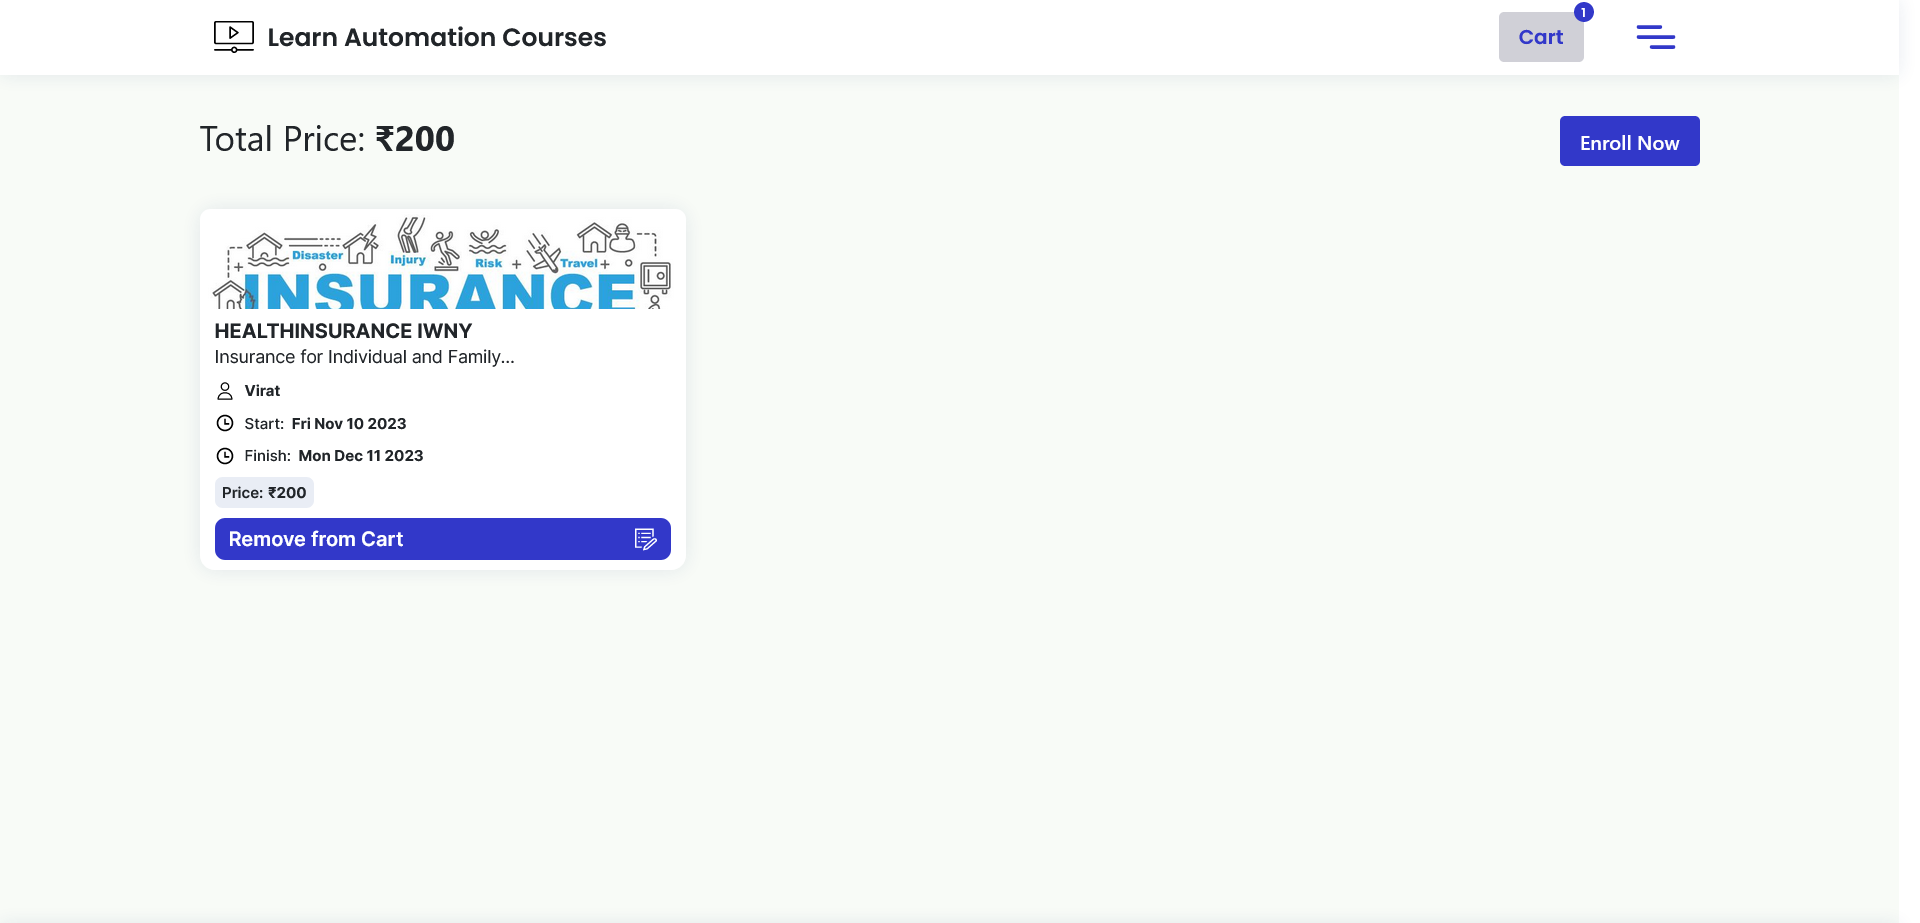 Learn Automation Courses
Cart
1
Total Price: ₹200
Enroll Now
Disaster
Injury
Risk
Travel
INSURANCE
HEALTHINSURANCE IWNY
Insurance for Individual and Family...
Virat
Start: Fri Nov 10 2023
Finish: Mon Dec 11 2023
Price: ₹200
Remove from Cart